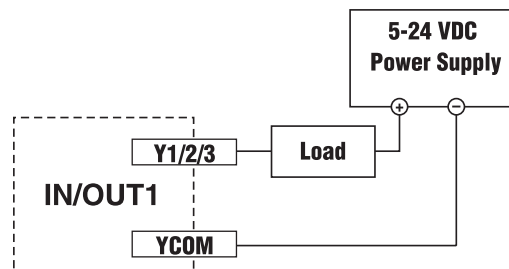 5-24 VDC
Power Supply
+ −
Y1/2/3
Load
IN/OUT1
YCOM